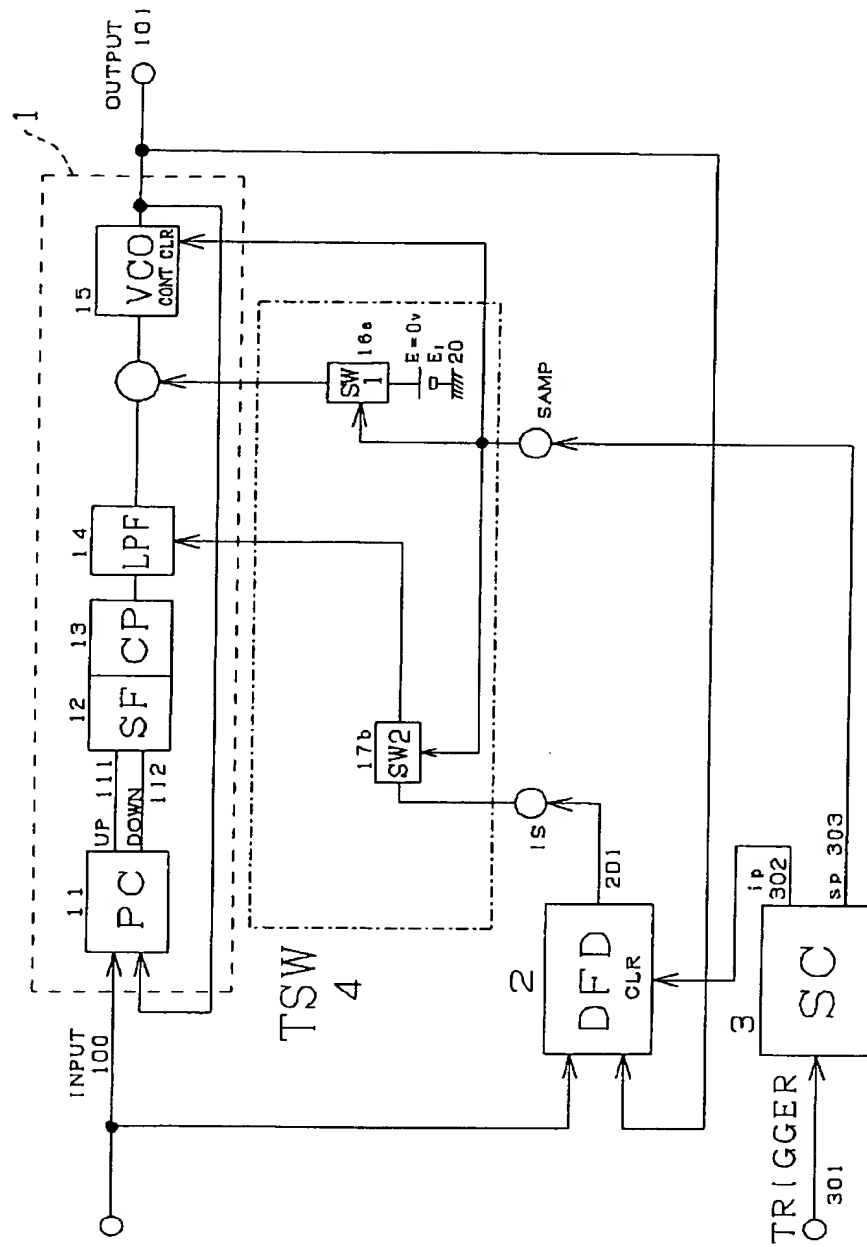 1
OUTPUT
101
15
VCO
CONT CLR
14
LPF
12
13
SF
CP
UP
111
DOWN
112
11
PC
INPUT
100
SW
1
16a
E=0v
E1
20
SAMP
17b
SW2
IS
TSW
4
201
2
DFD
CLR
ip
302
sp
303
3
SC
TRIGGER
301